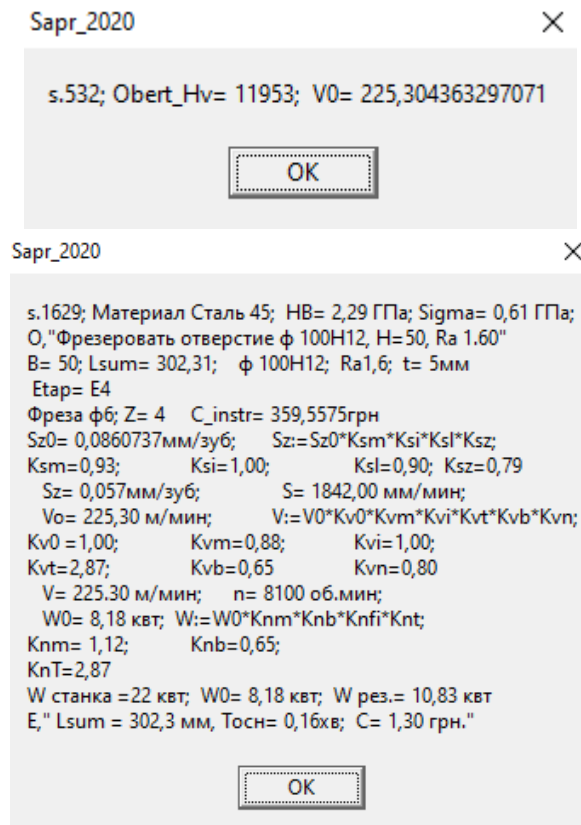 Sapr_2020
s.532; Obert_Hv= 11953; V0= 225,304363297071
OK
Sapr_2020
s.1629; Материал Сталь 45; HB= 2,29 ГПа; Sigma= 0,61 ГПа;
O,"Фрезеровать отверстие ф 100H12, H=50, Ra 1.60"
B= 50; Lsum= 302,31; ф 100H12; Ra1,6; t= 5мм
Etap= E4
Фреза ф6; Z= 4 C_instr= 359,5575грн
Sz0= 0,0860737мм/зуб; Sz:=Sz0*Ksm*Ksi*Ksl*Ksz;
Ksm=0,93; Ksi=1,00; Ksl=0,90; Ksz=0,79
Sz= 0,057мм/зуб; S= 1842,00 мм/мин;
Vo= 225,30 м/мин; V:=V0*Kv0*Kvm*Kvi*Kvt*Kvb*Kvn;
Kv0 =1,00; Kvm=0,88; Kvi=1,00;
Kvt=2,87; Kvb=0,65 Kvn=0,80
V= 225.30 м/мин; n= 8100 об.мин;
W0= 8,18 квт; W:=W0*Knm*Knb*Knfi*Knt;
Knm= 1,12; Knb=0,65;
KnT=2,87
W станка =22 квт; W0= 8,18 квт; W рез.= 10,83 квт
E," Lsum = 302,3 мм, Тосн= 0,16хв; C= 1,30 грн."
OK